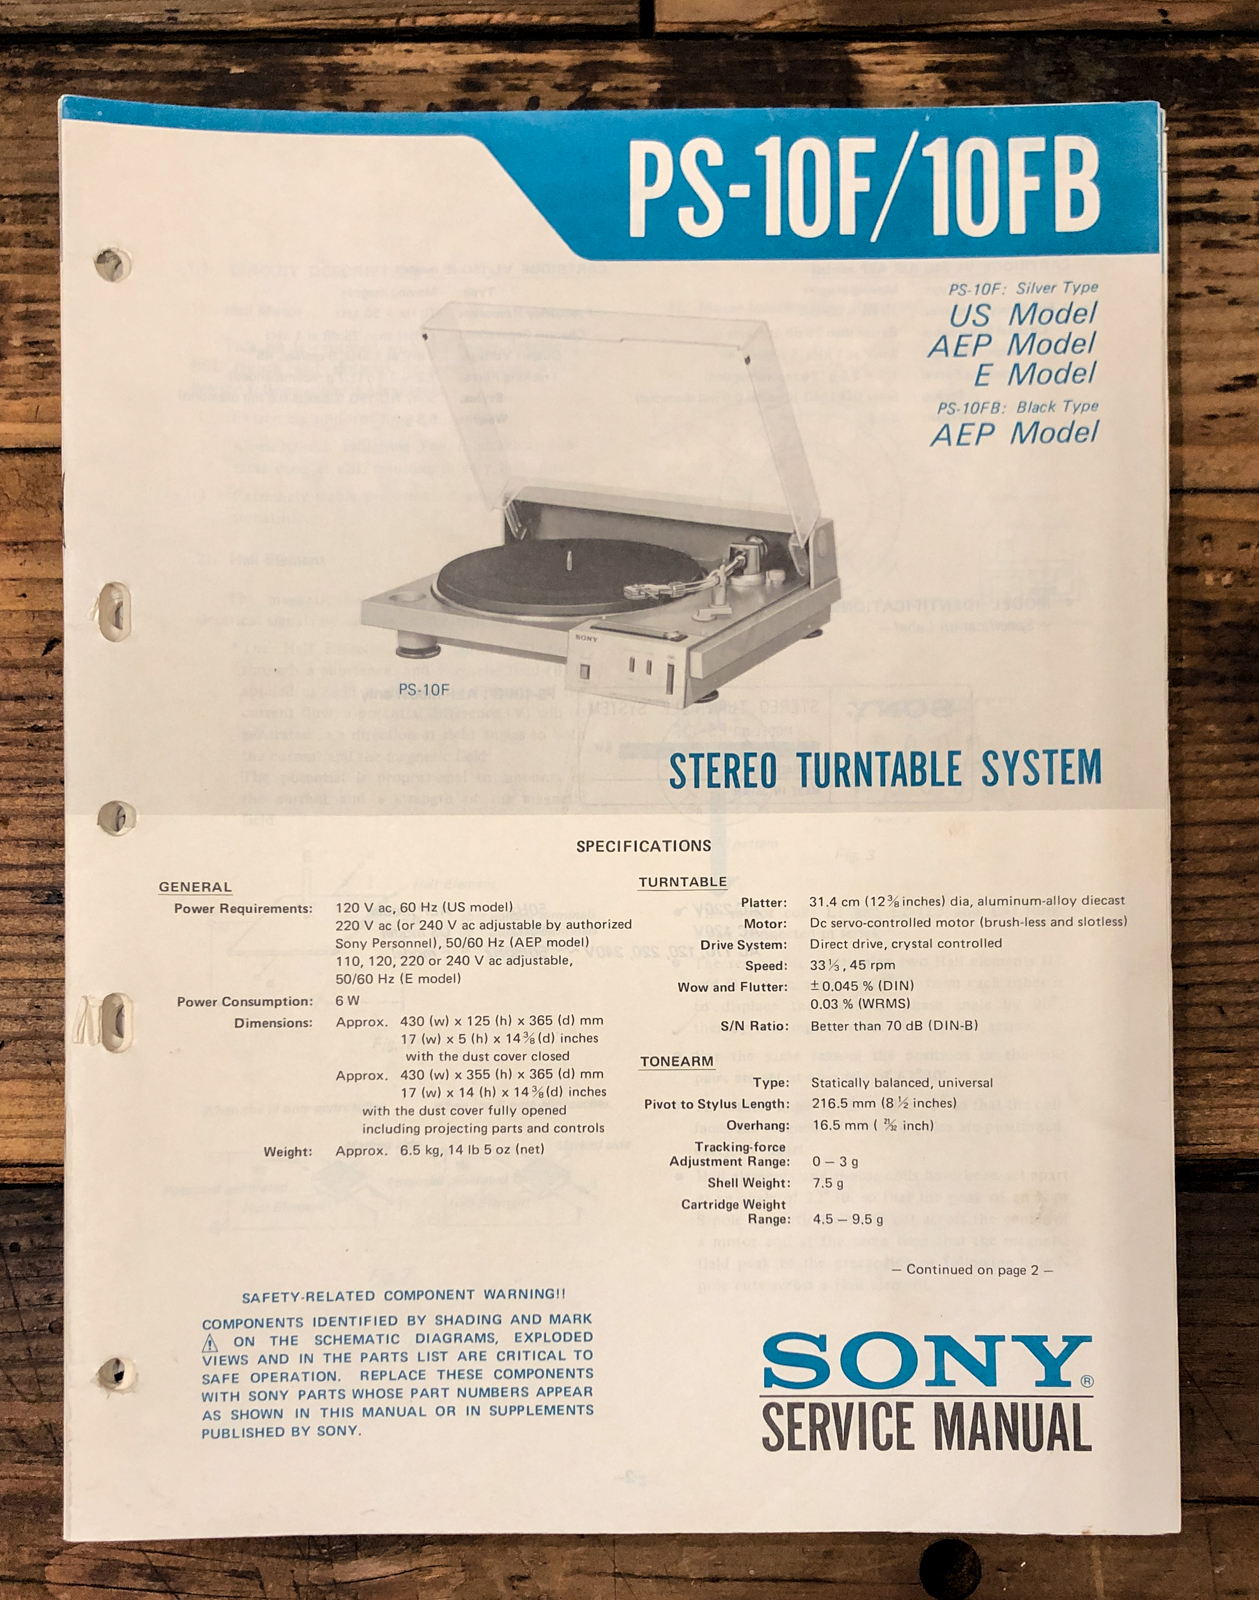 PS-10F/10FB
PS-10F: Silver Type
US Model
AEP Model
E Model
PS-10FB: Black Type
AEP Model
SONY
PS-10F
STEREO TURNTABLE SYSTEM
SPECIFICATIONS
GENERAL
Power Requirements: 120 V ac, 60 Hz (US model)
220 V ac (or 240 V ac adjustable by authorized
Sony Personnel), 50/60 Hz (AEP model)
110, 120, 220 or 240 V ac adjustable,
50/60 Hz (E model)
Power Consumption: 6 W
Dimensions: Approx. 430 (w) x 125 (h) x 365 (d) mm
17 (w) x 5 (h) x 14 3/8 (d) inches
with the dust cover closed
Approx. 430 (w) x 355 (h) x 365 (d) mm
17 (w) x 14 (h) x 14 3/8 (d) inches
with the dust cover fully opened
including projecting parts and controls
Weight: Approx. 6.5 kg, 14 lb 5 oz (net)
TURNTABLE
Platter: 31.4 cm (12 3/8 inches) dia, aluminum-alloy diecast
Motor: Dc servo-controlled motor (brush-less and slotless)
Drive System: Direct drive, crystal controlled
Speed: 33 1/3, 45 rpm
Wow and Flutter: ± 0.045 % (DIN)
0.03 % (WRMS)
S/N Ratio: Better than 70 dB (DIN-B)
TONEARM
Type: Statically balanced, universal
Pivot to Stylus Length: 216.5 mm (8 1/2 inches)
Overhang: 16.5 mm ( 21/32 inch)
Tracking-force
Adjustment Range: 0 — 3 g
Shell Weight: 7.5 g
Cartridge Weight
Range: 4.5 — 9.5 g
— Continued on page 2 —
SAFETY-RELATED COMPONENT WARNING!!
COMPONENTS IDENTIFIED BY SHADING AND MARK
⚠ ON THE SCHEMATIC DIAGRAMS, EXPLODED
VIEWS AND IN THE PARTS LIST ARE CRITICAL TO
SAFE OPERATION. REPLACE THESE COMPONENTS
WITH SONY PARTS WHOSE PART NUMBERS APPEAR
AS SHOWN IN THIS MANUAL OR IN SUPPLEMENTS
PUBLISHED BY SONY.
SONY®
SERVICE MANUAL